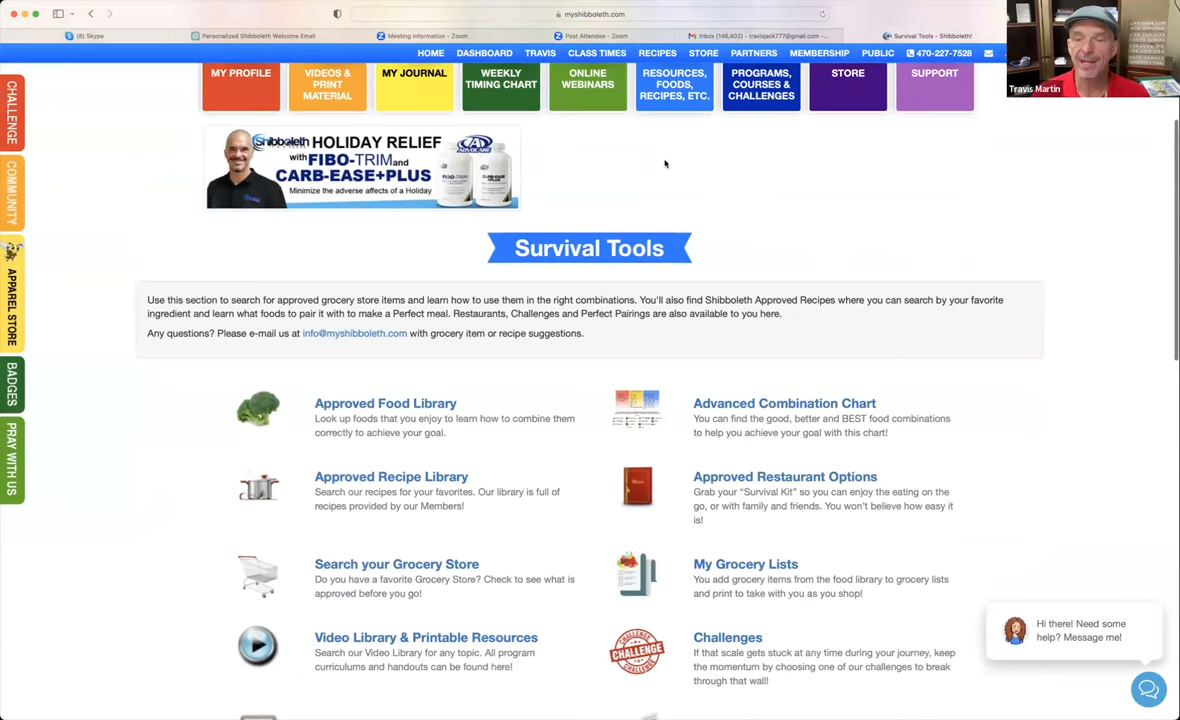 myshibboleth.com
(8) Skype
Personalized Shibboleth Welcome Email
Meeting Information - Zoom
Post Attendee - Zoom
Inbox (146,402) - travisjack777@gmail.com -...
Survival Tools - Shibboleth!
HOME DASHBOARD TRAVIS CLASS TIMES RECIPES STORE PARTNERS MEMBERSHIP PUBLIC 470-227-7528
MY PROFILE
VIDEOS &
PRINT
MATERIAL
MY JOURNAL
WEEKLY
TIMING CHART
ONLINE
WEBINARS
RESOURCES,
FOODS,
RECIPES, ETC.
PROGRAMS,
COURSES &
CHALLENGES
STORE
SUPPORT
Travis Martin
CHALLENGE
COMMUNITY
APPAREL STORE
BADGES
PRAY WITH US
Shibboleth HOLIDAY RELIEF
with FIBO-TRIM and
CARB-EASE+PLUS
Minimize the adverse affects of a Holiday
ADVOCARE
FIBO-TRIM
CARB-EASE
PLUS
Survival Tools
Use this section to search for approved grocery store items and learn how to use them in the right combinations. You'll also find Shibboleth Approved Recipes where you can search by your favorite
ingredient and learn what foods to pair it with to make a Perfect meal. Restaurants, Challenges and Perfect Pairings are also available to you here.
Any questions? Please e-mail us at info@myshibboleth.com with grocery item or recipe suggestions.
Approved Food Library
Look up foods that you enjoy to learn how to combine them
correctly to achieve your goal.
Advanced Combination Chart
You can find the good, better and BEST food combinations
to help you achieve your goal with this chart!
Approved Recipe Library
Search our recipes for your favorites. Our library is full of
recipes provided by our Members!
Approved Restaurant Options
Grab your “Survival Kit” so you can enjoy the eating on the
go, or with family and friends. You won't believe how easy it
is!
Search your Grocery Store
Do you have a favorite Grocery Store? Check to see what is
approved before you go!
My Grocery Lists
You add grocery items from the food library to grocery lists
and print to take with you as you shop!
Video Library & Printable Resources
Search our Video Library for any topic. All program
curriculums and handouts can be found here!
CHALLENGE
Challenges
If that scale gets stuck at any time during your journey, keep
the momentum by choosing one of our challenges to break
through that wall!
Hi there! Need some
help? Message me!